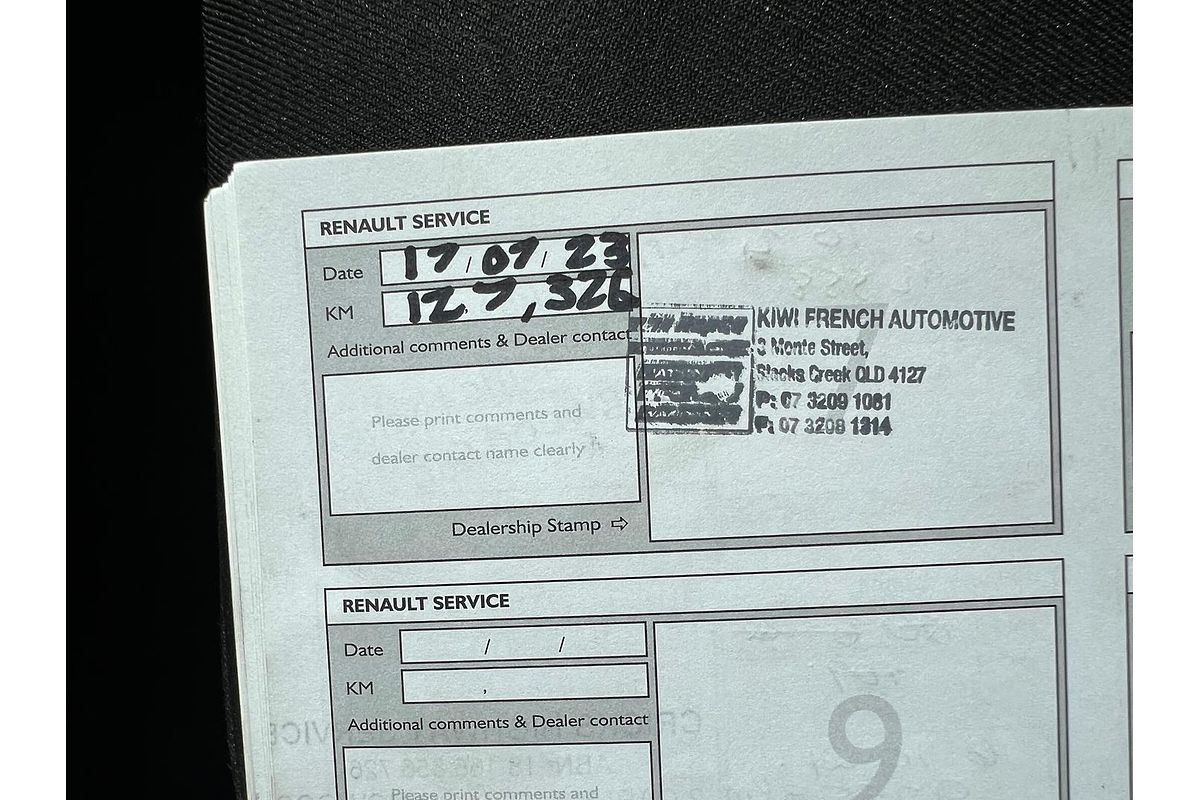 RENAULT SERVICE
Date 17/07/23
KM 127,326
Additional comments & Dealer contact
Please print comments and
dealer contact name clearly
Dealership Stamp ⇨
7
KIWI FRENCH AUTOMOTIVE
3 Monte Street,
Slacks Creek QLD 4127
P: 07 3209 1081
F: 07 3208 1314
RENAULT SERVICE
Date / /
KM ,
Additional comments & Dealer contact
Please print comments and
9